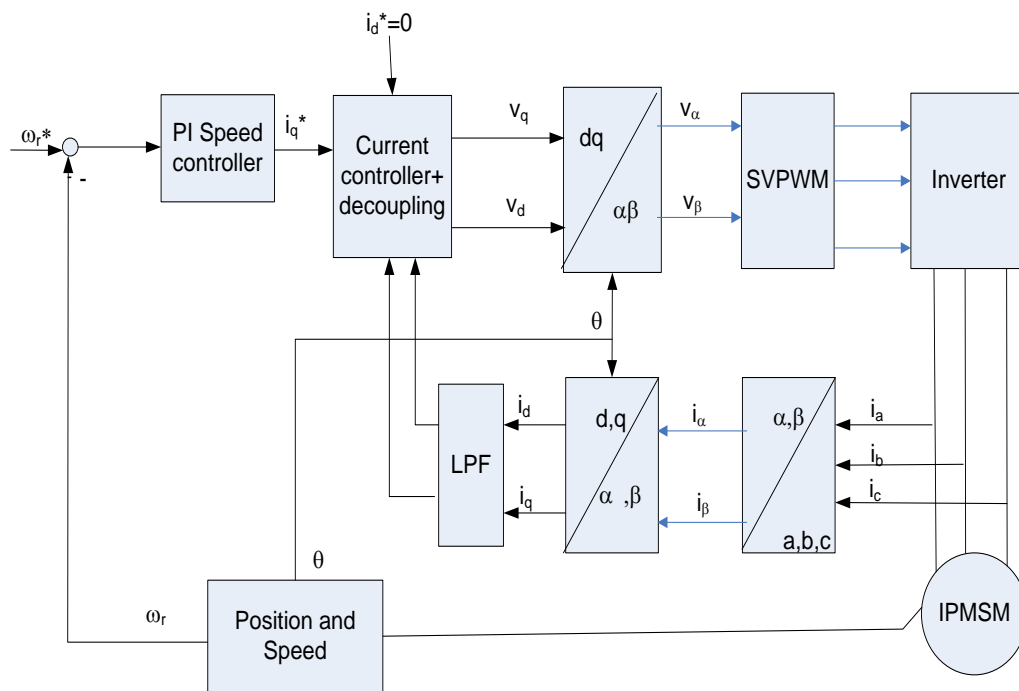 i_d*=0
ω_r*
PI Speed
controller
i_q*
Current
controller+
decoupling
v_q
v_d
dq
αβ
v_α
v_β
SVPWM
Inverter
- -
θ
LPF
i_d
i_q
d,q
α ,β
i_α
i_β
α,β
a,b,c
i_a
i_b
i_c
θ
ω_r
Position and
Speed
IPMSM